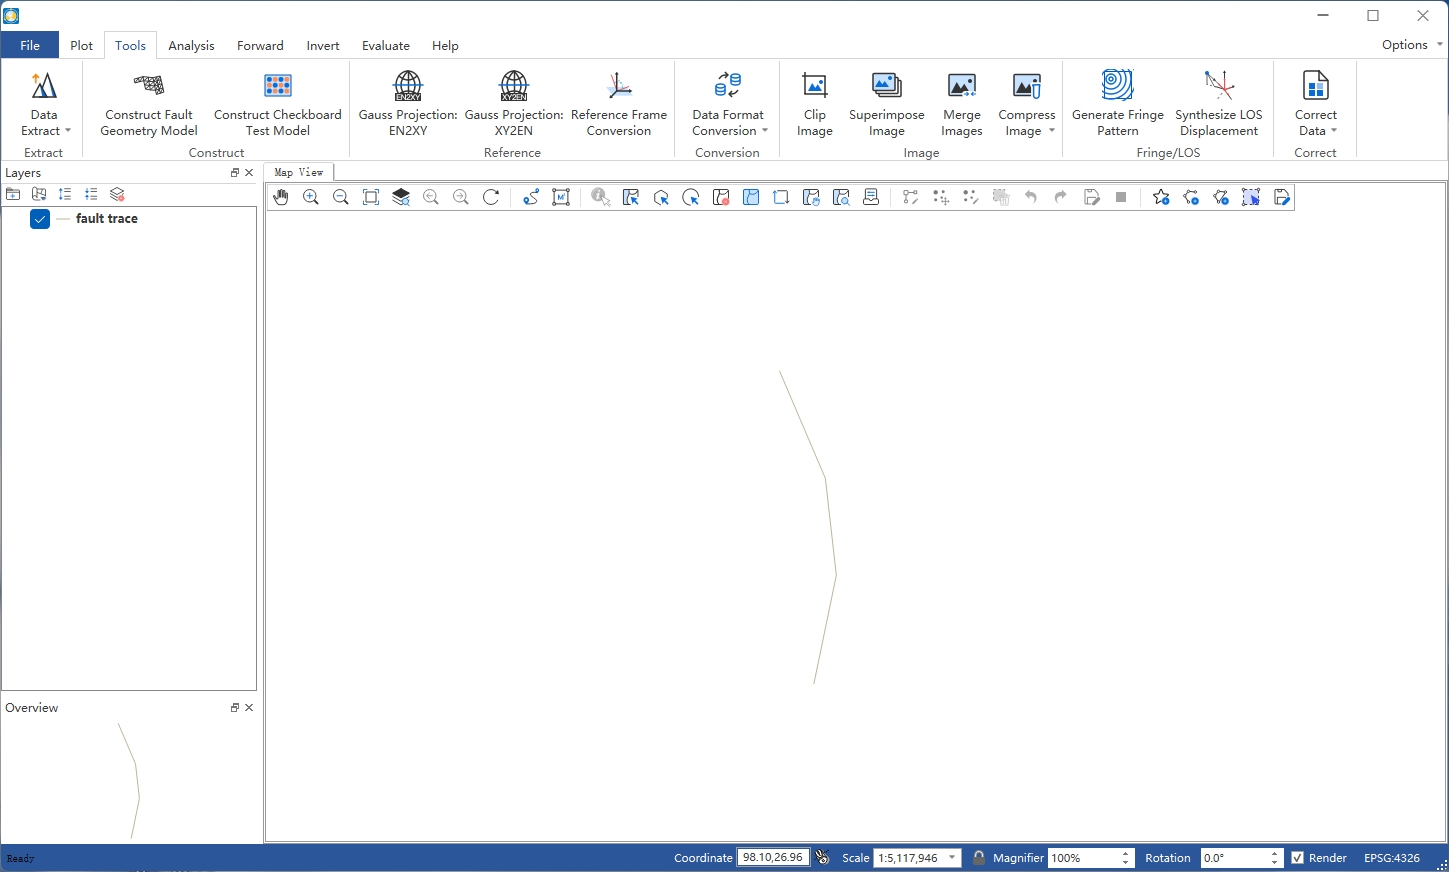 File Plot Tools Analysis Forward Invert Evaluate Help Options
Data Extract
Construct Fault Geometry Model
Construct Checkboard Test Model
EN2XY
Gauss Projection: EN2XY
XY2EN
Gauss Projection: XY2EN
Reference Frame Conversion
Data Format Conversion
Clip Image
Superimpose Image
Merge Images
Compress Image
Generate Fringe Pattern
Synthesize LOS Displacement
Correct Data
Extract Construct Reference Conversion Image Fringe/LOS Correct
Layers
Map View
fault trace
Overview
Ready
Coordinate 98.10,26.96 Scale 1:5,117,946 Magnifier 100% Rotation 0.0° Render EPSG:4326